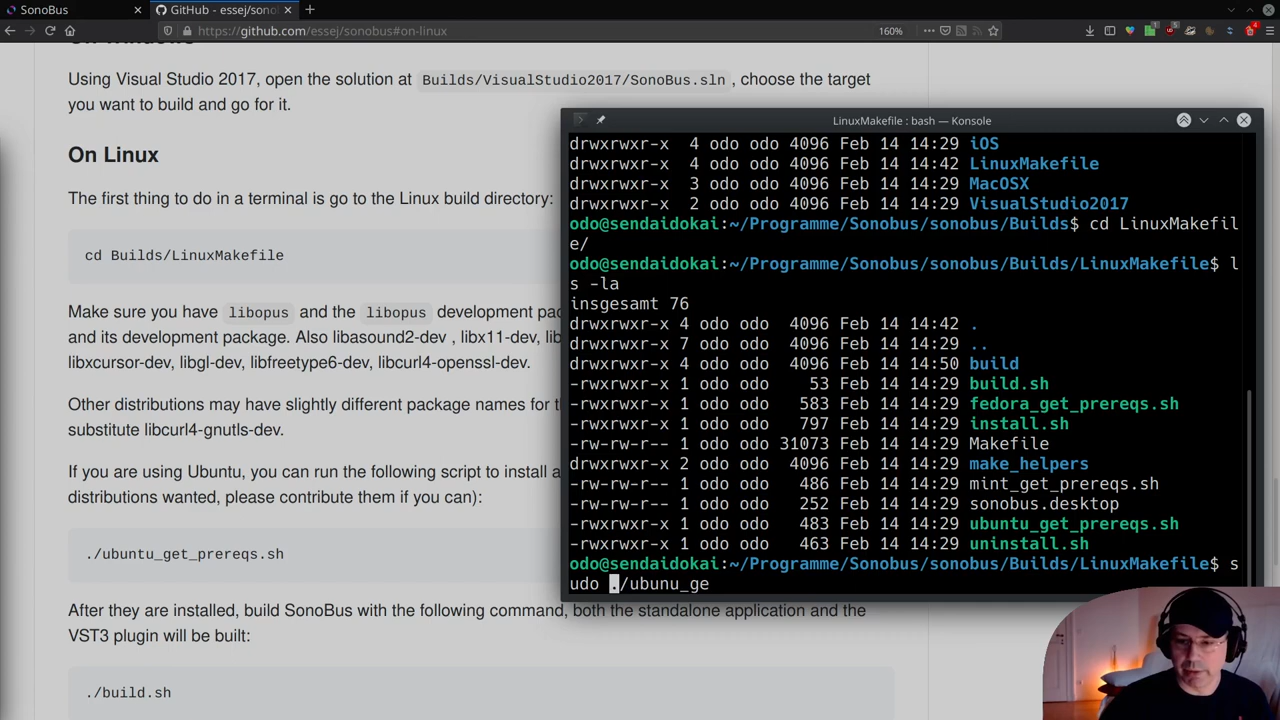 SonoBus
GitHub - essej/sono
https://github.com/essej/sonobus#on-linux
160%
Using Visual Studio 2017, open the solution at Builds/VisualStudio2017/SonoBus.sln , choose the target
you want to build and go for it.
On Linux
The first thing to do in a terminal is go to the Linux build directory:
cd Builds/LinuxMakefile
Make sure you have libopus and the libopus development pac
and its development package. Also libasound2-dev , libx11-dev, lib
libxcursor-dev, libgl-dev, libfreetype6-dev, libcurl4-openssl-dev.
Other distributions may have slightly different package names for t
substitute libcurl4-gnutls-dev.
If you are using Ubuntu, you can run the following script to install a
distributions wanted, please contribute them if you can):
./ubuntu_get_prereqs.sh
After they are installed, build SonoBus with the following command, both the standalone application and the
VST3 plugin will be built:
./build.sh
LinuxMakefile : bash — Konsole
drwxrwxr-x 4 odo odo 4096 Feb 14 14:29 iOS
drwxrwxr-x 4 odo odo 4096 Feb 14 14:42 LinuxMakefile
drwxrwxr-x 3 odo odo 4096 Feb 14 14:29 MacOSX
drwxrwxr-x 2 odo odo 4096 Feb 14 14:29 VisualStudio2017
odo@sendaidokai:~/Programme/Sonobus/sonobus/Builds$ cd LinuxMakefil
e/
odo@sendaidokai:~/Programme/Sonobus/sonobus/Builds/LinuxMakefile$ l
s -la
insgesamt 76
drwxrwxr-x 4 odo odo 4096 Feb 14 14:42 .
drwxrwxr-x 7 odo odo 4096 Feb 14 14:29 ..
drwxrwxr-x 4 odo odo 4096 Feb 14 14:50 build
-rwxrwxr-x 1 odo odo 53 Feb 14 14:29 build.sh
-rwxrwxr-x 1 odo odo 583 Feb 14 14:29 fedora_get_prereqs.sh
-rwxrwxr-x 1 odo odo 797 Feb 14 14:29 install.sh
-rw-rw-r-- 1 odo odo 31073 Feb 14 14:29 Makefile
drwxrwxr-x 2 odo odo 4096 Feb 14 14:29 make_helpers
-rw-rw-r-- 1 odo odo 486 Feb 14 14:29 mint_get_prereqs.sh
-rw-rw-r-- 1 odo odo 252 Feb 14 14:29 sonobus.desktop
-rwxrwxr-x 1 odo odo 483 Feb 14 14:29 ubuntu_get_prereqs.sh
-rwxrwxr-x 1 odo odo 463 Feb 14 14:29 uninstall.sh
odo@sendaidokai:~/Programme/Sonobus/sonobus/Builds/LinuxMakefile$ s
udo ./ubunu_ge